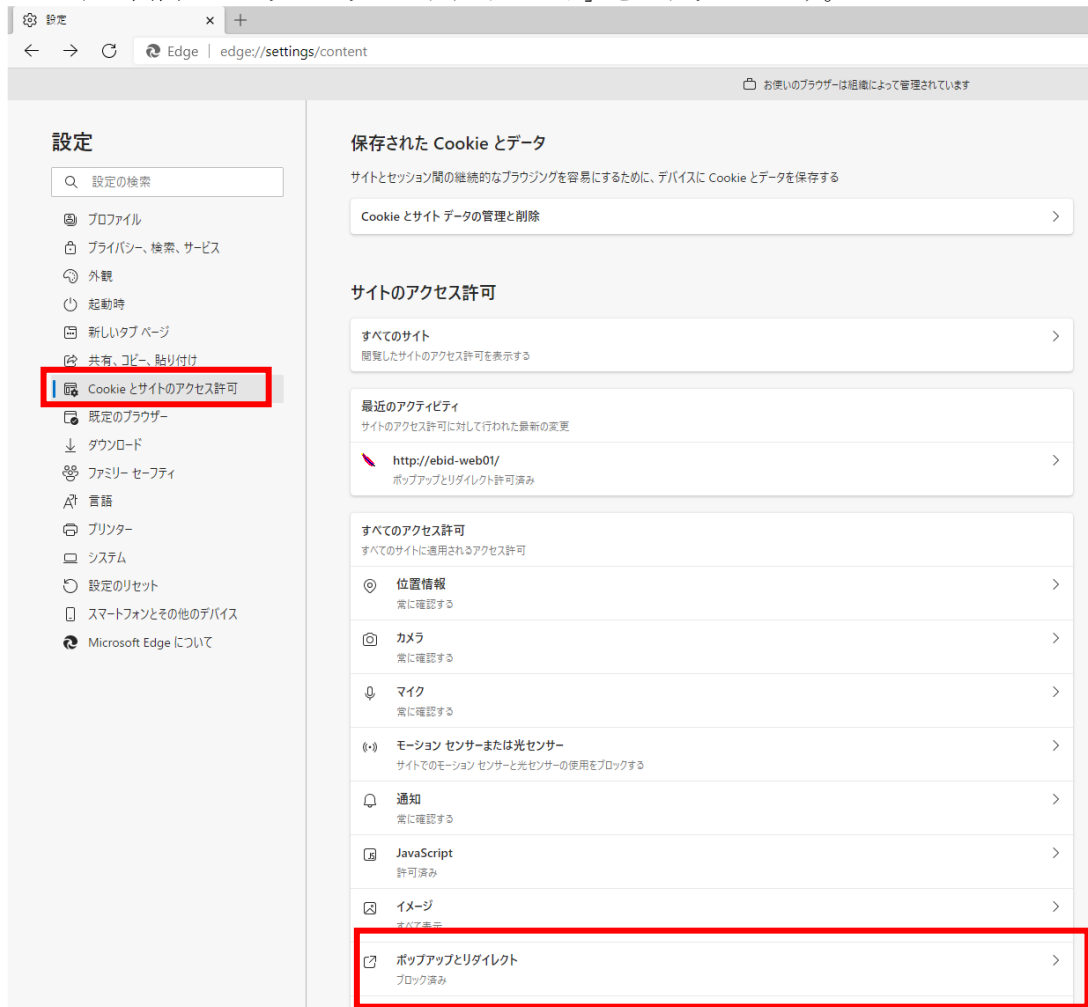 設定
Edge | edge://settings/content
お使いのブラウザーは組織によって管理されています
設定
設定の検索
プロファイル
プライバシー、検索、サービス
外観
起動時
新しいタブ ページ
共有、コピー、貼り付け
Cookie とサイトのアクセス許可
既定のブラウザー
ダウンロード
ファミリー セーフティ
言語
プリンター
システム
設定のリセット
スマートフォンとその他のデバイス
Microsoft Edge について
保存された Cookie とデータ
サイトとセッション間の継続的なブラウジングを容易にするために、デバイスに Cookie とデータを保存する
Cookie とサイト データの管理と削除
サイトのアクセス許可
すべてのサイト
閲覧したサイトのアクセス許可を表示する
最近のアクティビティ
サイトのアクセス許可に対して行われた最新の変更
http://ebid-web01/
ポップアップとリダイレクト許可済み
すべてのアクセス許可
すべてのサイトに適用されるアクセス許可
位置情報
常に確認する
カメラ
常に確認する
マイク
常に確認する
モーション センサーまたは光センサー
サイトでのモーション センサーと光センサーの使用をブロックする
通知
常に確認する
JavaScript
許可済み
イメージ
すべて表示
ポップアップとリダイレクト
ブロック済み